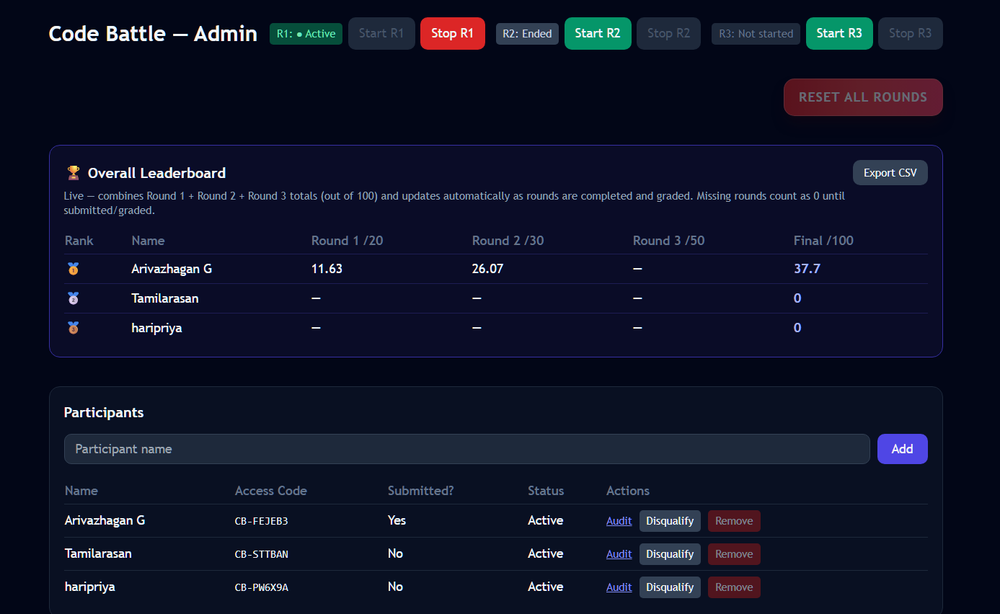 Code Battle — Admin R1: ● Active Start R1 Stop R1 R2: Ended Start R2 Stop R2 R3: Not started Start R3 Stop R3
RESET ALL ROUNDS
🏆 Overall Leaderboard Export CSV
Live — combines Round 1 + Round 2 + Round 3 totals (out of 100) and updates automatically as rounds are completed and graded. Missing rounds count as 0 until
submitted/graded.
Rank Name Round 1 /20 Round 2 /30 Round 3 /50 Final /100
🥇 Arivazhagan G 11.63 26.07 — 37.7
🥈 Tamilarasan — — — 0
🥉 haripriya — — — 0
Participants
Participant name Add
Name Access Code Submitted? Status Actions
Arivazhagan G CB-FEJEB3 Yes Active Audit Disqualify Remove
Tamilarasan CB-STTBAN No Active Audit Disqualify Remove
haripriya CB-PW6X9A No Active Audit Disqualify Remove